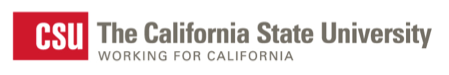 CSU The California State University
WORKING FOR CALIFORNIA